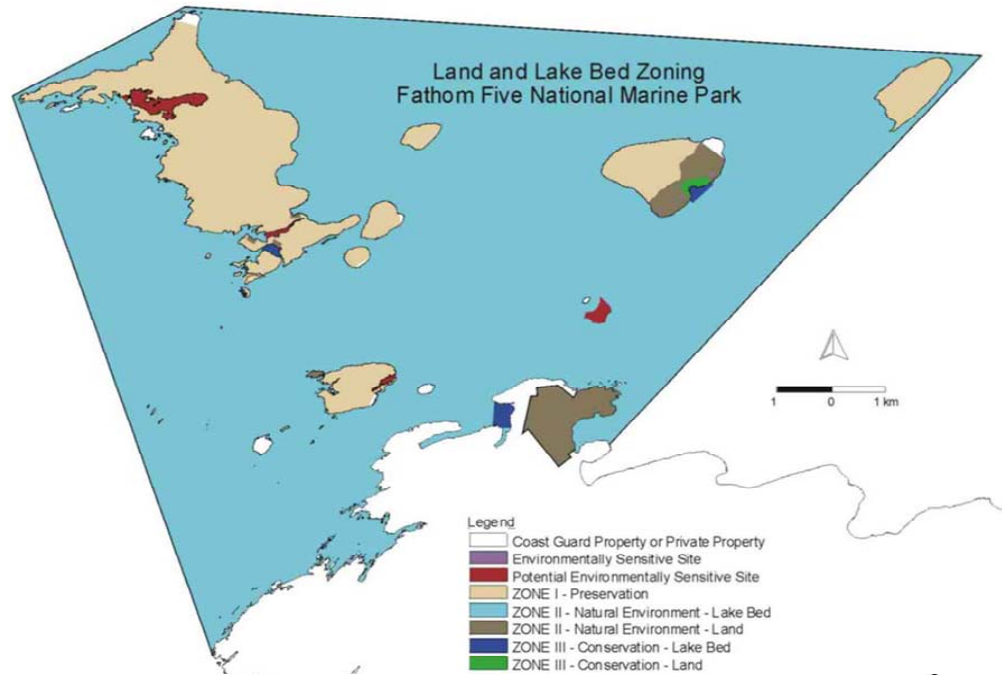 Land and Lake Bed Zoning
Fathom Five National Marine Park
1 0 1 km
Legend
Coast Guard Property or Private Property
Environmentally Sensitive Site
Potential Environmentally Sensitive Site
ZONE I - Preservation
ZONE II - Natural Environment - Lake Bed
ZONE II - Natural Environment - Land
ZONE III - Conservation - Lake Bed
ZONE III - Conservation - Land